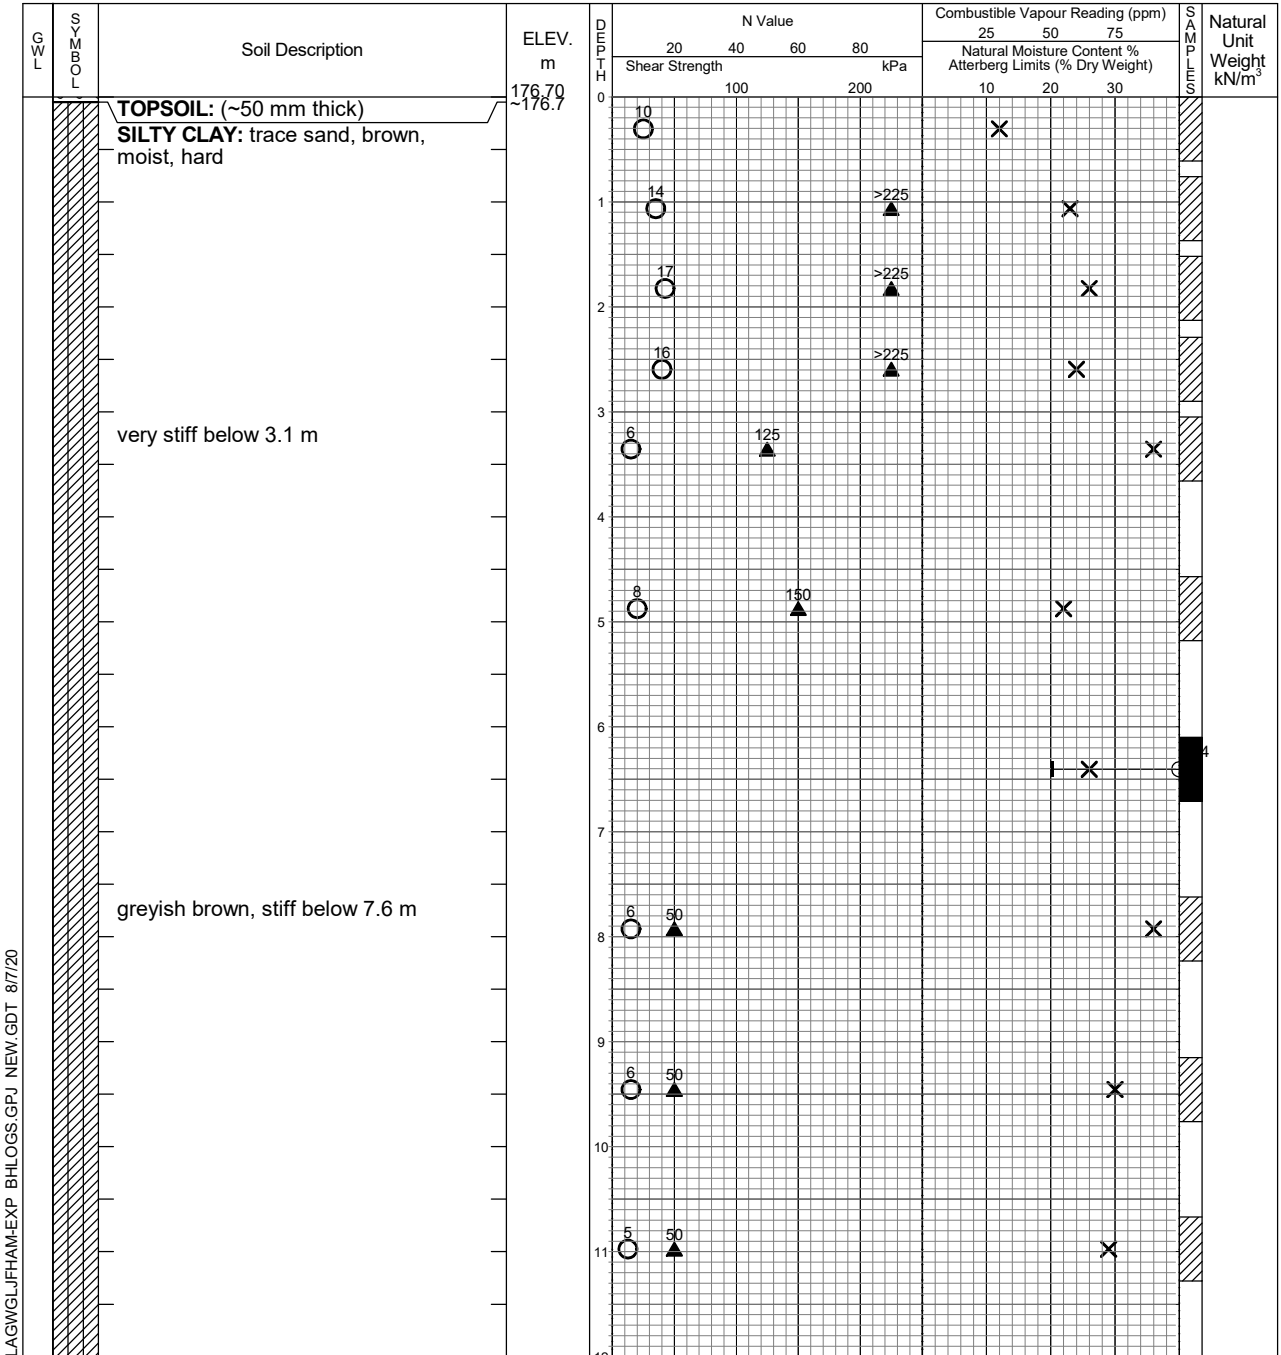 GWL
SYMBOL
Soil Description
ELEV.
m
DEPTH
N Value
20 40 60 80
Shear Strength kPa
100 200
Combustible Vapour Reading (ppm)
25 50 75
Natural Moisture Content %
Atterberg Limits (% Dry Weight)
10 20 30
SAMPLES
Natural
Unit
Weight
kN/m³
176.70
~176.7
0
TOPSOIL: (~50 mm thick)
SILTY CLAY: trace sand, brown,
moist, hard
10
14 >225
1
17 >225
2
16 >225
3
very stiff below 3.1 m
6 125
4
8 150
5
6
4
7
greyish brown, stiff below 7.6 m
6 50
8
9
6 50
10
5 50
11
LAGWGLJFHAM-EXP BHLOGS.GPJ NEW.GDT 8/7/20